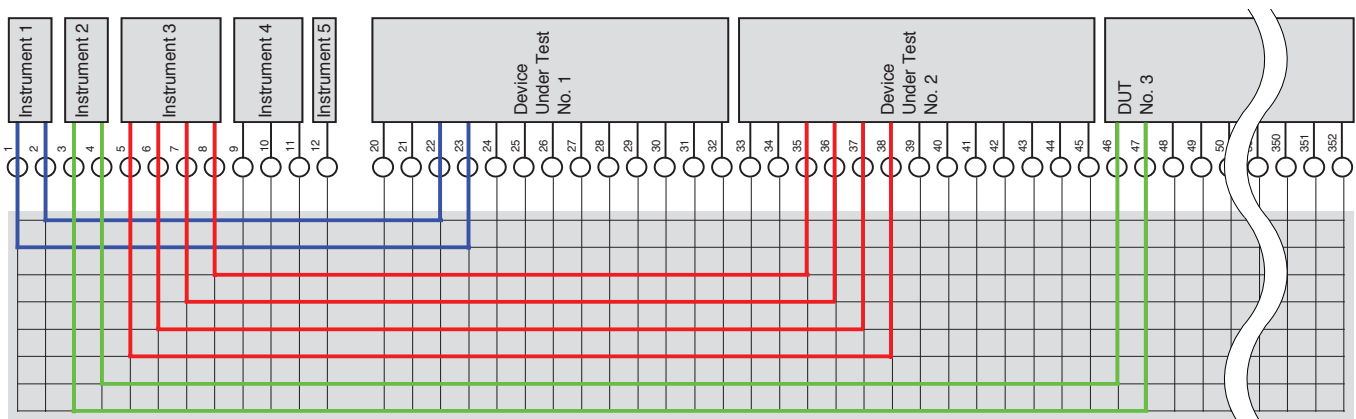 Instrument 1
Instrument 2
Instrument 3
Instrument 4
Instrument 5
Device
Under Test
No. 1
Device
Under Test
No. 2
DUT
No. 3
1 2 3 4 5 6 7 8 9 10 11 12 20 21 22 23 24 25 26 27 28 29 30 31 32 33 34 35 36 37 38 39 40 41 42 43 44 45 46 47 48 49 50 350 351 352